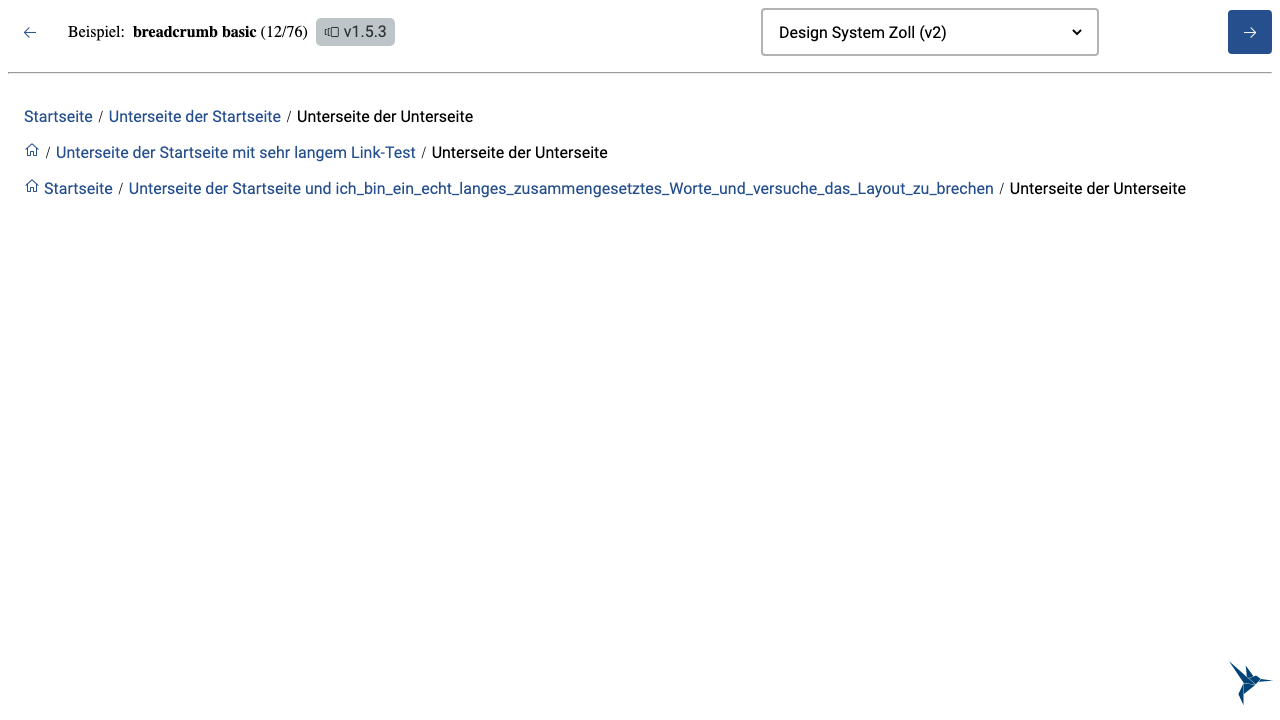 Beispiel: breadcrumb basic (12/76) v1.5.3 Design System Zoll (v2)
Startseite / Unterseite der Startseite / Unterseite der Unterseite
/ Unterseite der Startseite mit sehr langem Link-Test / Unterseite der Unterseite
Startseite / Unterseite der Startseite und ich_bin_ein_echt_langes_zusammengesetztes_Worte_und_versuche_das_Layout_zu_brechen / Unterseite der Unterseite